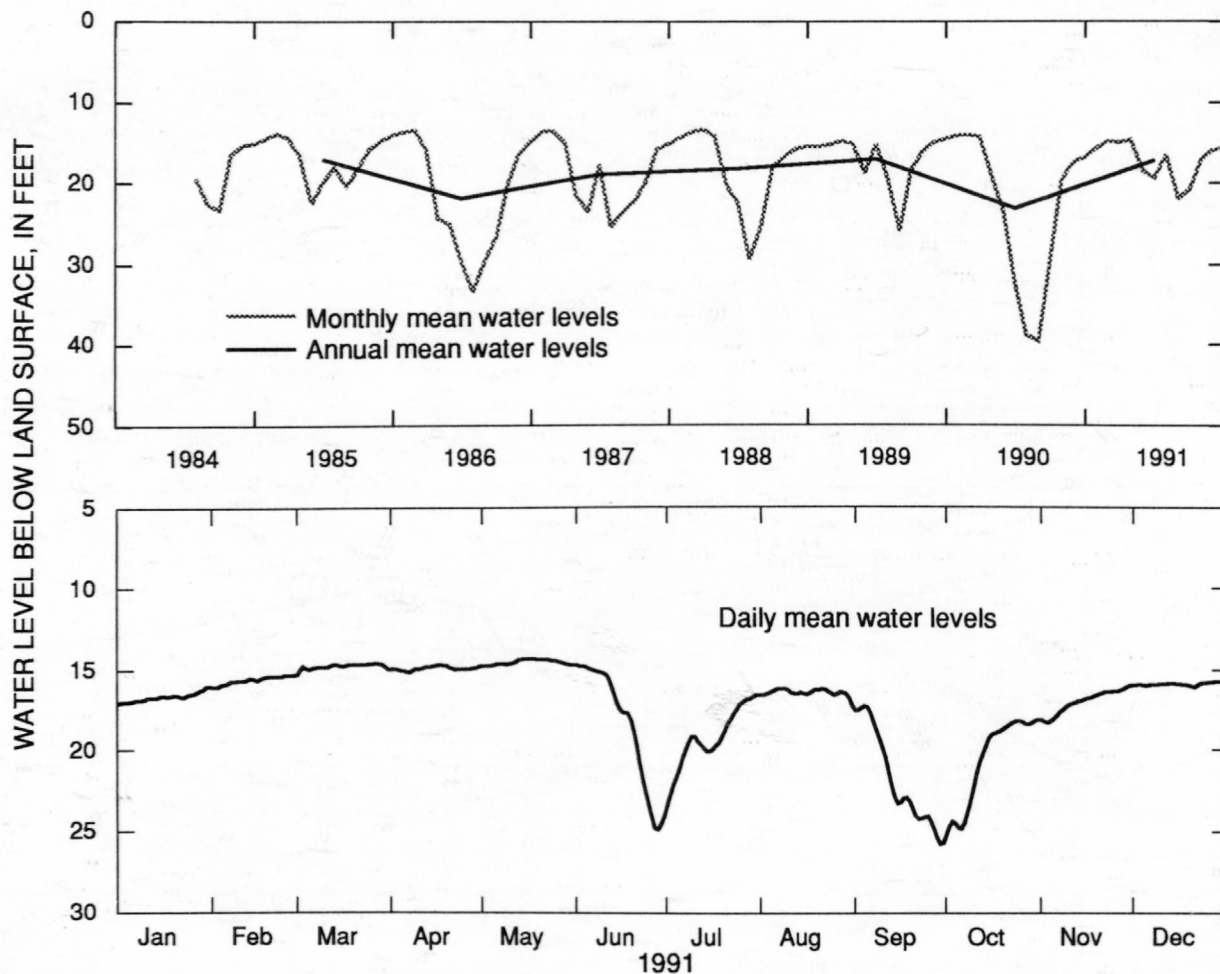 WATER LEVEL BELOW LAND SURFACE, IN FEET
0
10
20
30
40
50
Monthly mean water levels
Annual mean water levels
1984 1985 1986 1987 1988 1989 1990 1991
5
10
15
20
25
30
Daily mean water levels
Jan Feb Mar Apr May Jun Jul Aug Sep Oct Nov Dec
1991